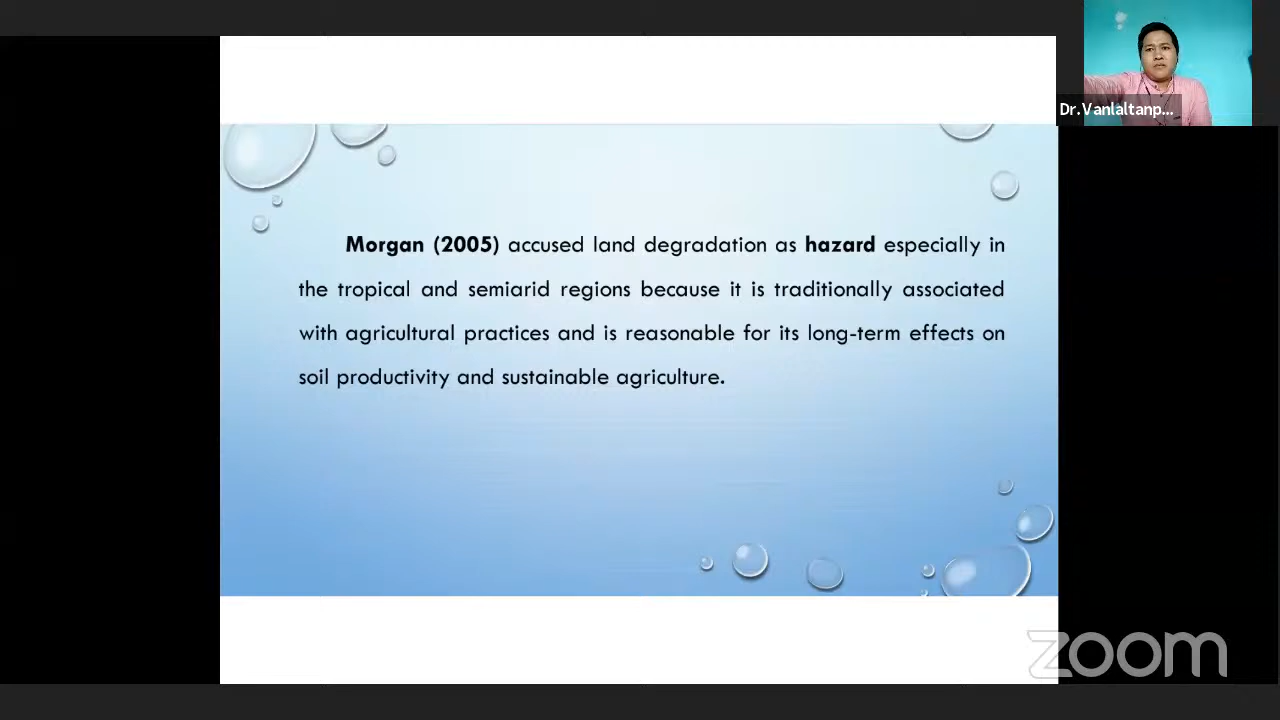 Dr.Vanlaltanp...
Morgan (2005) accused land degradation as hazard especially in
the tropical and semiarid regions because it is traditionally associated
with agricultural practices and is reasonable for its long-term effects on
soil productivity and sustainable agriculture.
zoom